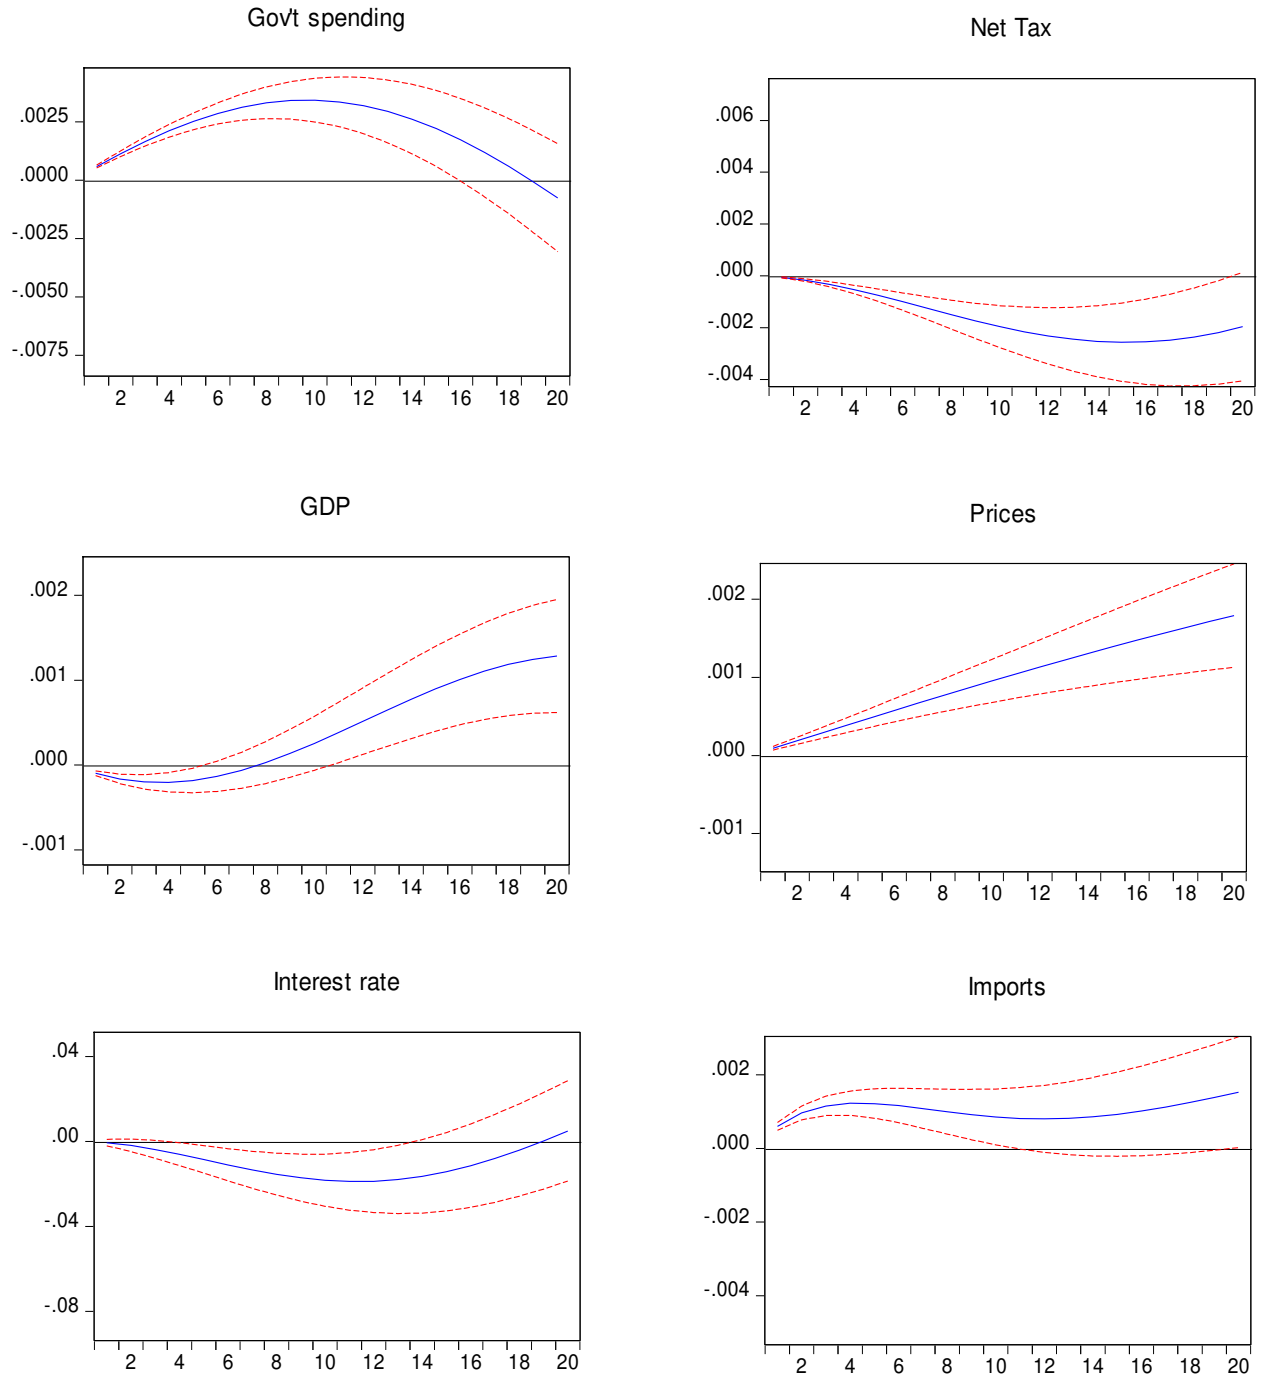 Gov't spending
.0025
.0000
-.0025
-.0050
-.0075
2 4 6 8 10 12 14 16 18 20
Net Tax
.006
.004
.002
.000
-.002
-.004
2 4 6 8 10 12 14 16 18 20
GDP
.002
.001
.000
-.001
2 4 6 8 10 12 14 16 18 20
Prices
.002
.001
.000
-.001
2 4 6 8 10 12 14 16 18 20
Interest rate
.04
.00
-.04
-.08
2 4 6 8 10 12 14 16 18 20
Imports
.002
.000
-.002
-.004
2 4 6 8 10 12 14 16 18 20